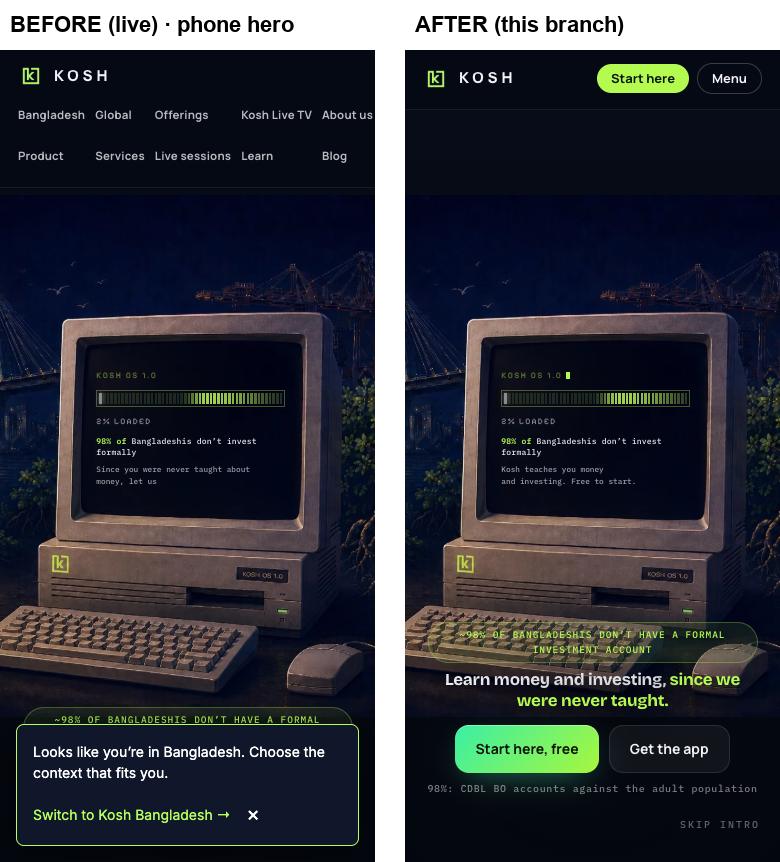 BEFORE (live) · phone hero
KOSH
Bangladesh Global Offerings Kosh Live TV About us
Product Services Live sessions Learn Blog
KOSH OS 1.0
2% LOADED
98% of Bangladeshis don’t invest
formally
Since you were never taught about
money, let us
KOSH OS 1.0
~98% OF BANGLADESHIS DON’T HAVE A FORMAL
Looks like you’re in Bangladesh. Choose the
context that fits you.
Switch to Kosh Bangladesh → ✕
AFTER (this branch)
KOSH
Start here Menu
KOSH OS 1.0
2% LOADED
98% of Bangladeshis don’t invest
formally
Kosh teaches you money
and investing. Free to start.
KOSH OS 1.0
~98% OF BANGLADESHIS DON’T HAVE A FORMAL
INVESTMENT ACCOUNT
Learn money and investing, since we
were never taught.
Start here, free Get the app
98%: CDBL BO accounts against the adult population
SKIP INTRO